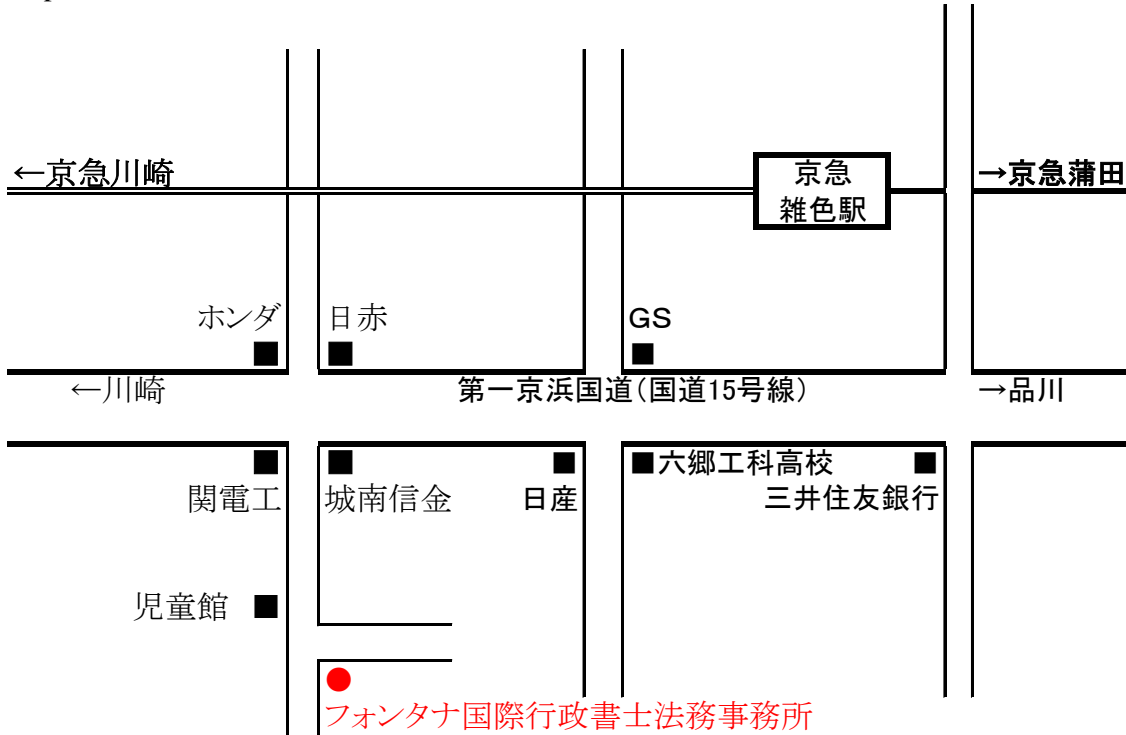 ←京急川崎
京急
雑色駅
→京急蒲田
ホンダ
日赤
GS
←川崎
第一京浜国道(国道15号線)
→品川
関電工
城南信金
日産
六郷工科高校
三井住友銀行
児童館
フォンタナ国際行政書士法務事務所